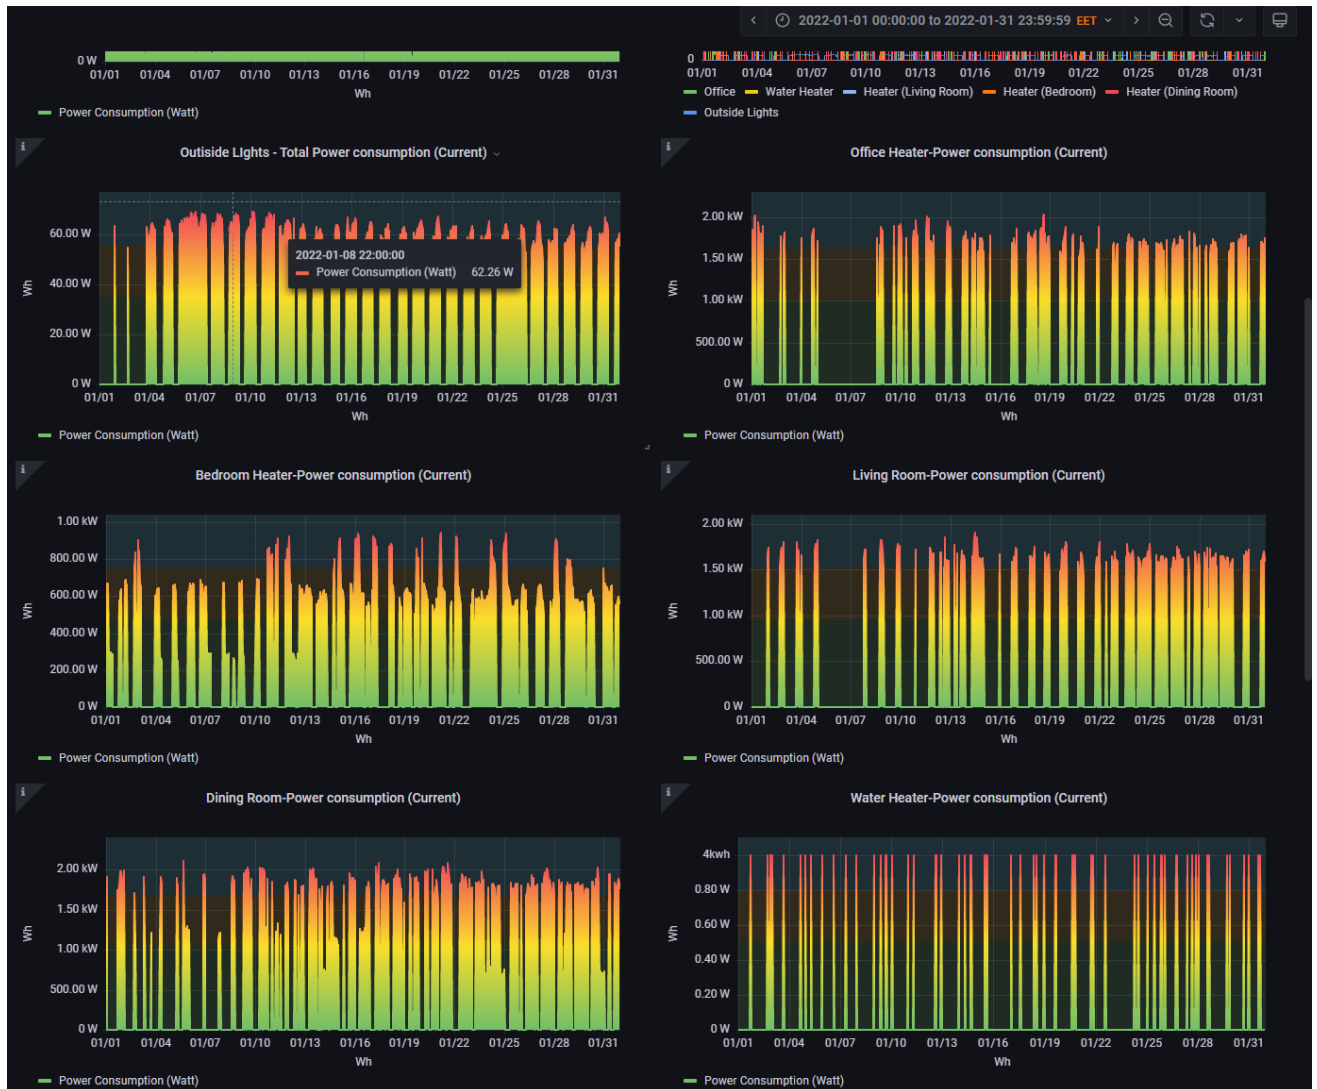 2022-01-01 00:00:00 to 2022-01-31 23:59:59 EET
0 W
01/01 01/04 01/07 01/10 01/13 01/16 01/19 01/22 01/25 01/28 01/31
Wh
Power Consumption (Watt)
0
01/01 01/04 01/07 01/10 01/13 01/16 01/19 01/22 01/25 01/28 01/31
Office Water Heater Heater (Living Room) Heater (Bedroom) Heater (Dining Room)
Outside Lights
i
Outiside LIghts - Total Power consumption (Current)
60.00 W
40.00 W
20.00 W
0 W
Wh
2022-01-08 22:00:00
Power Consumption (Watt) 62.26 W
01/01 01/04 01/07 01/10 01/13 01/16 01/19 01/22 01/25 01/28 01/31
Wh
Power Consumption (Watt)
i
Office Heater-Power consumption (Current)
2.00 kW
1.50 kW
1.00 kW
500.00 W
0 W
Wh
01/01 01/04 01/07 01/10 01/13 01/16 01/19 01/22 01/25 01/28 01/31
Wh
Power Consumption (Watt)
i
Bedroom Heater-Power consumption (Current)
1.00 kW
800.00 W
600.00 W
400.00 W
200.00 W
0 W
Wh
01/01 01/04 01/07 01/10 01/13 01/16 01/19 01/22 01/25 01/28 01/31
Wh
Power Consumption (Watt)
i
Living Room-Power consumption (Current)
2.00 kW
1.50 kW
1.00 kW
500.00 W
0 W
Wh
01/01 01/04 01/07 01/10 01/13 01/16 01/19 01/22 01/25 01/28 01/31
Wh
Power Consumption (Watt)
i
Dining Room-Power consumption (Current)
2.00 kW
1.50 kW
1.00 kW
500.00 W
0 W
Wh
01/01 01/04 01/07 01/10 01/13 01/16 01/19 01/22 01/25 01/28 01/31
Wh
Power Consumption (Watt)
i
Water Heater-Power consumption (Current)
4kwh
0.80 W
0.60 W
0.40 W
0.20 W
0 W
Wh
01/01 01/04 01/07 01/10 01/13 01/16 01/19 01/22 01/25 01/28 01/31
Wh
Power Consumption (Watt)